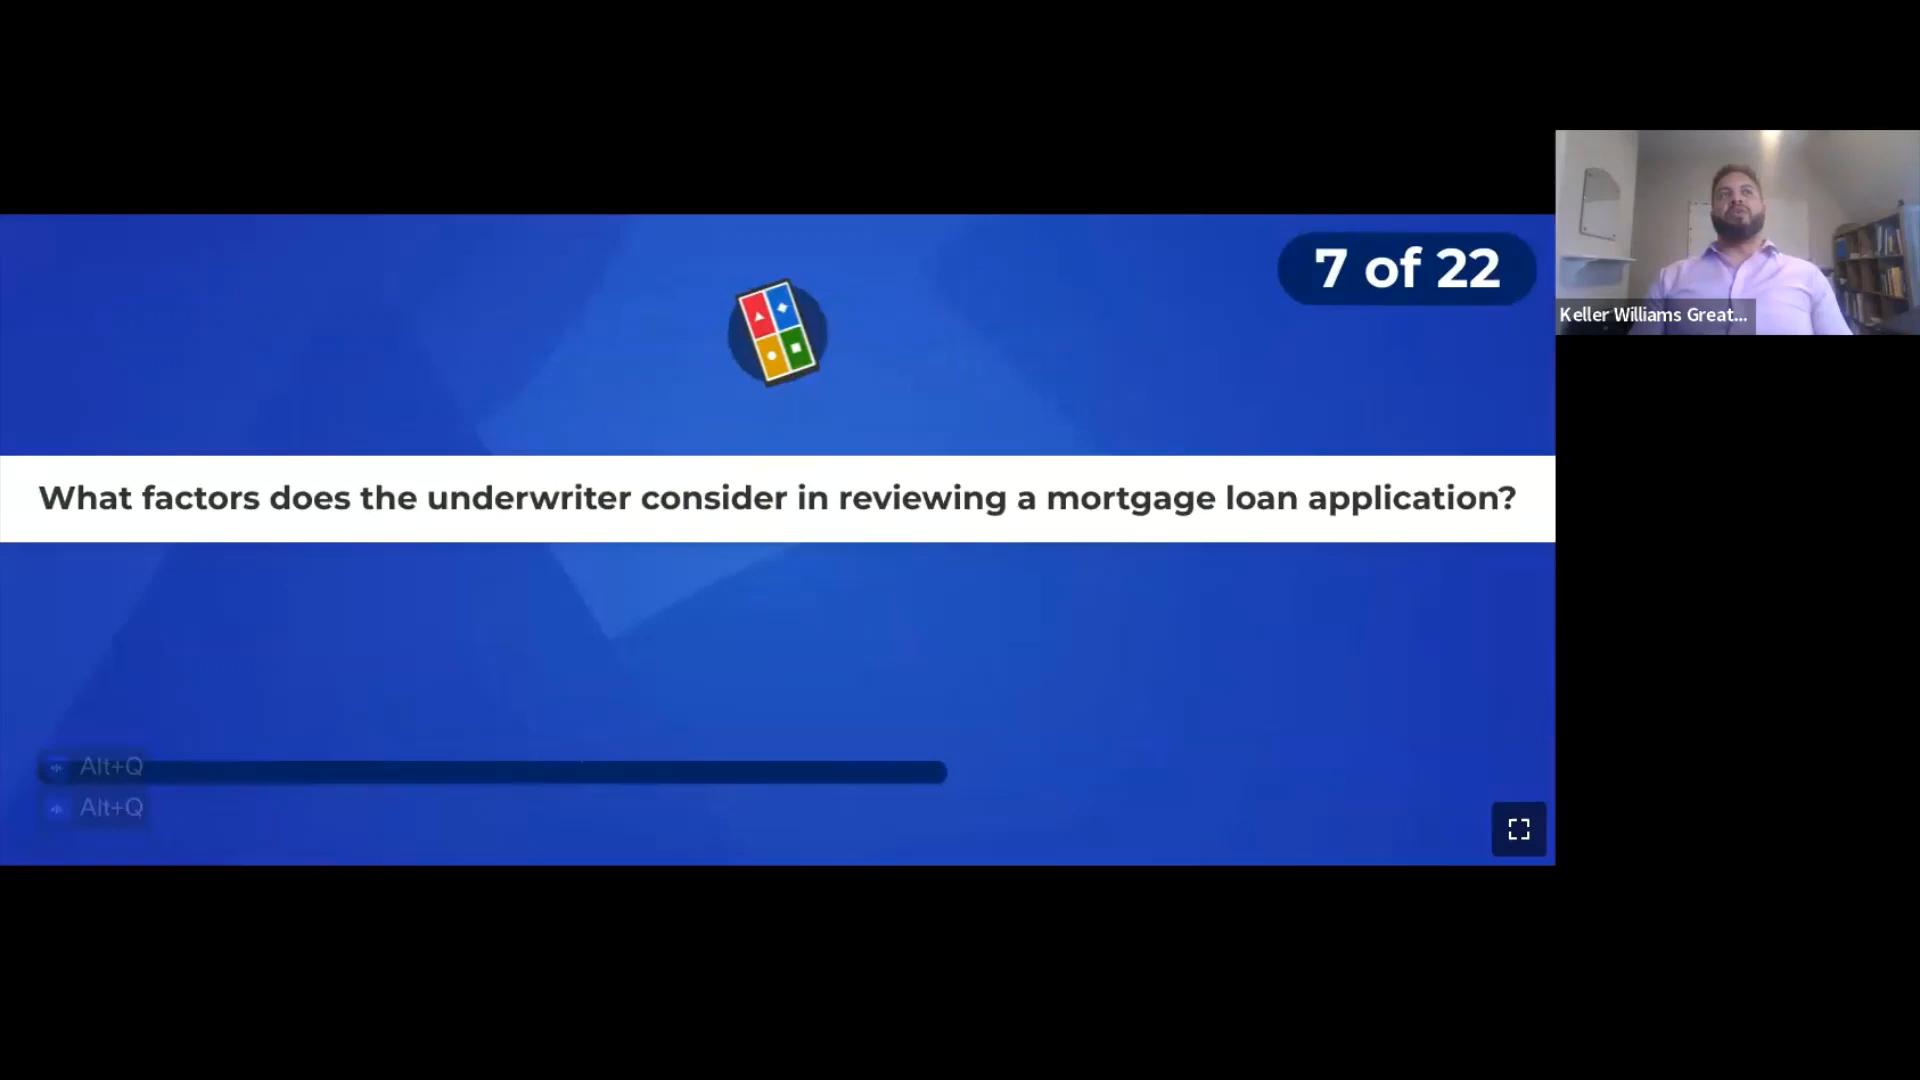 7 of 22
Keller Williams Great...
What factors does the underwriter consider in reviewing a mortgage loan application?
Alt+Q
Alt+Q